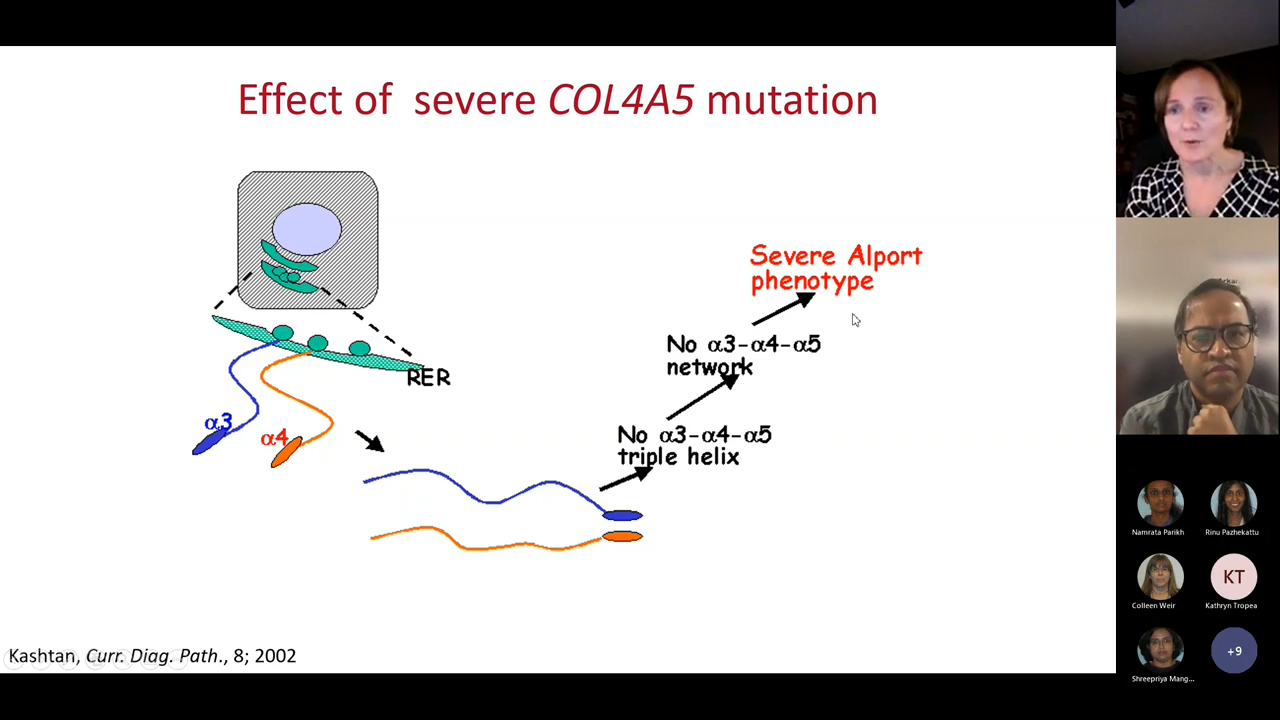 Effect of severe COL4A5 mutation
RER
α3
α4
Severe Alport
phenotype
No α3-α4-α5
network
No α3-α4-α5
triple helix
Kashtan, Curr. Diag. Path., 8; 2002
Namrata Parikh
Rinu Pazhekattu
Colleen Weir
KT
Kathryn Tropea
Shreepriya Mang...
+9